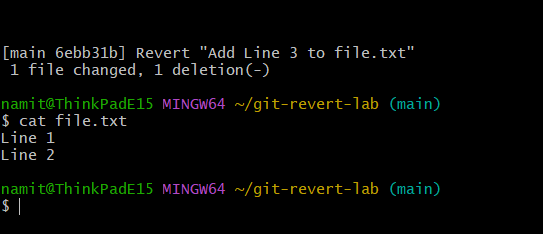 [main 6ebb31b] Revert "Add Line 3 to file.txt"
 1 file changed, 1 deletion(-)
namit@ThinkPadE15 MINGW64 ~/git-revert-lab (main)
$ cat file.txt
Line 1
Line 2
namit@ThinkPadE15 MINGW64 ~/git-revert-lab (main)
$